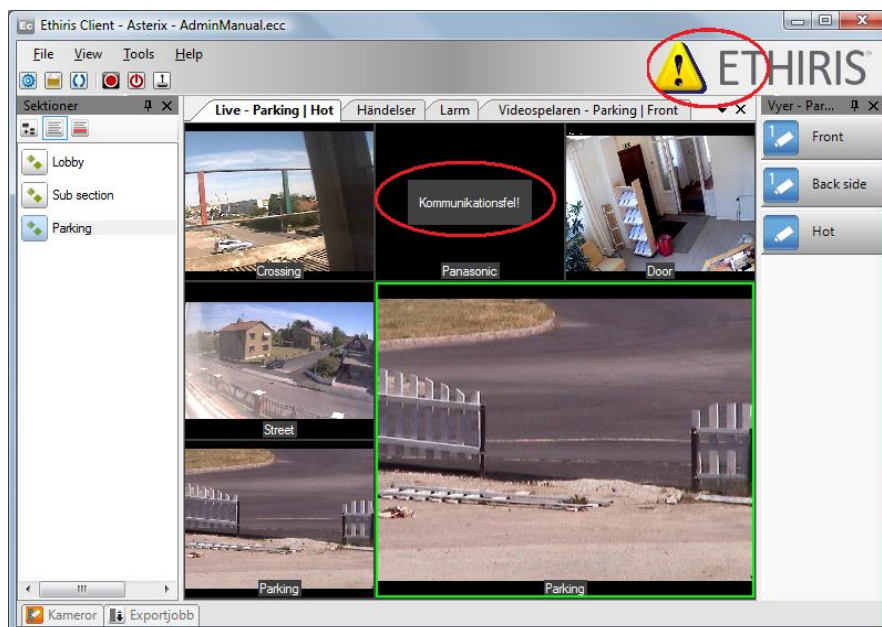 Ethiris Client - Asterix - AdminManual.ecc
File View Tools Help
ETHIRIS
Sektioner
Live - Parking | Hot
Händelser
Larm
Videospelaren - Parking | Front
Vyer - Par...
Lobby
Sub section
Parking
Kommunikationsfel!
Crossing
Panasonic
Door
Street
Parking
Parking
1 Front
1 Back side
Hot
Kameror
Exportjobb